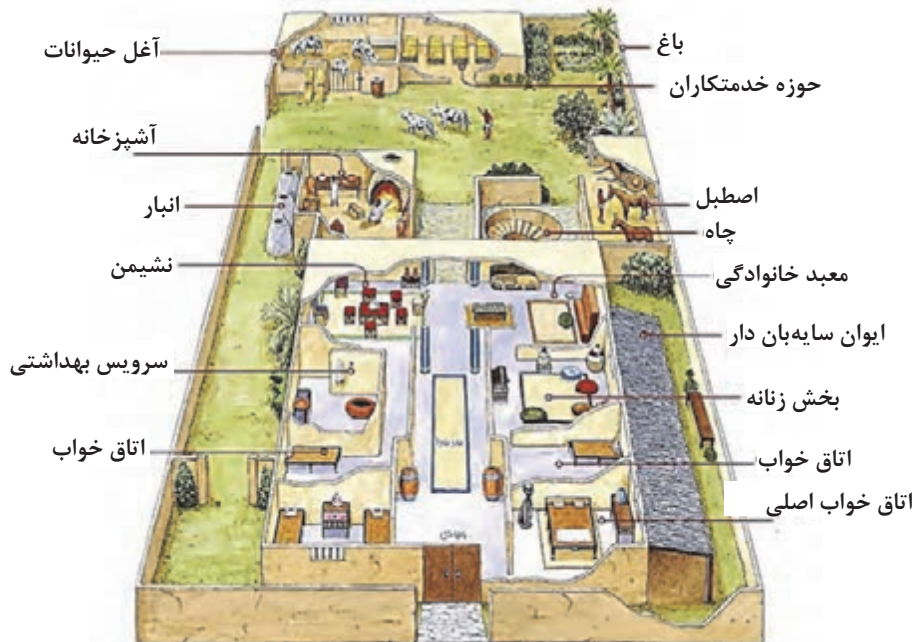 باغ
آغل حیوانات
حوزه خدمتکاران
آشپزخانه
اصطبل
انبار
چاه
نشیمن
معبد خانوادگی
ایوان سایه‌بان دار
سرویس بهداشتی
بخش زنانه
اتاق خواب
اتاق خواب
اتاق خواب اصلی